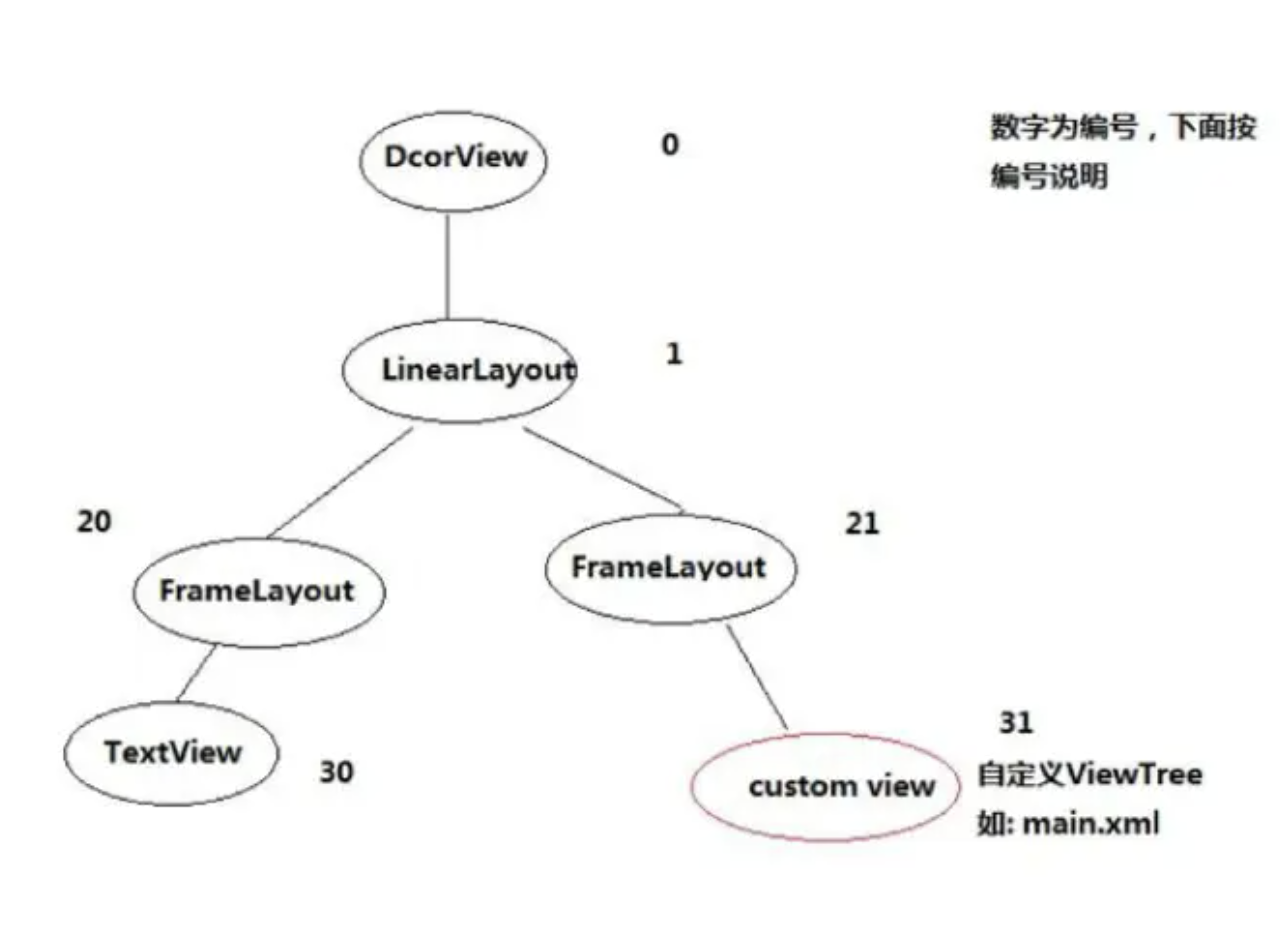 DcorView
0
数字为编号，下面按
编号说明
LinearLayout
1
20
FrameLayout
FrameLayout
21
TextView
30
custom view
31
自定义ViewTree
如: main.xml